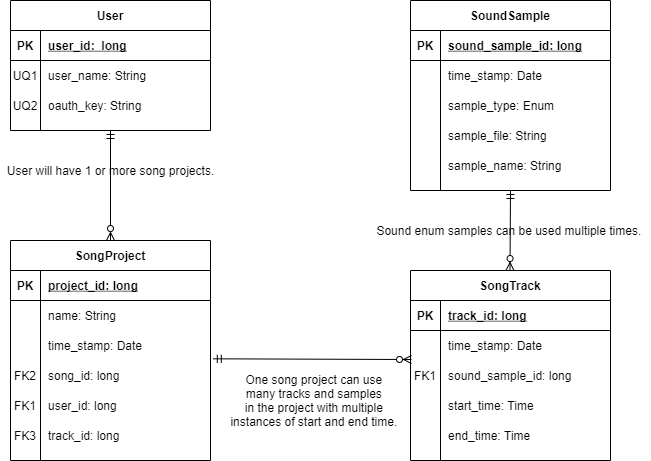 User
PK user_id: long
UQ1 user_name: String
UQ2 oauth_key: String
User will have 1 or more song projects.
SoundSample
PK sound_sample_id: long
time_stamp: Date
sample_type: Enum
sample_file: String
sample_name: String
Sound enum samples can be used multiple times.
SongProject
PK project_id: long
name: String
time_stamp: Date
FK2 song_id: long
FK1 user_id: long
FK3 track_id: long
One song project can use
many tracks and samples
in the project with multiple
instances of start and end time.
SongTrack
PK track_id: long
time_stamp: Date
FK1 sound_sample_id: long
start_time: Time
end_time: Time